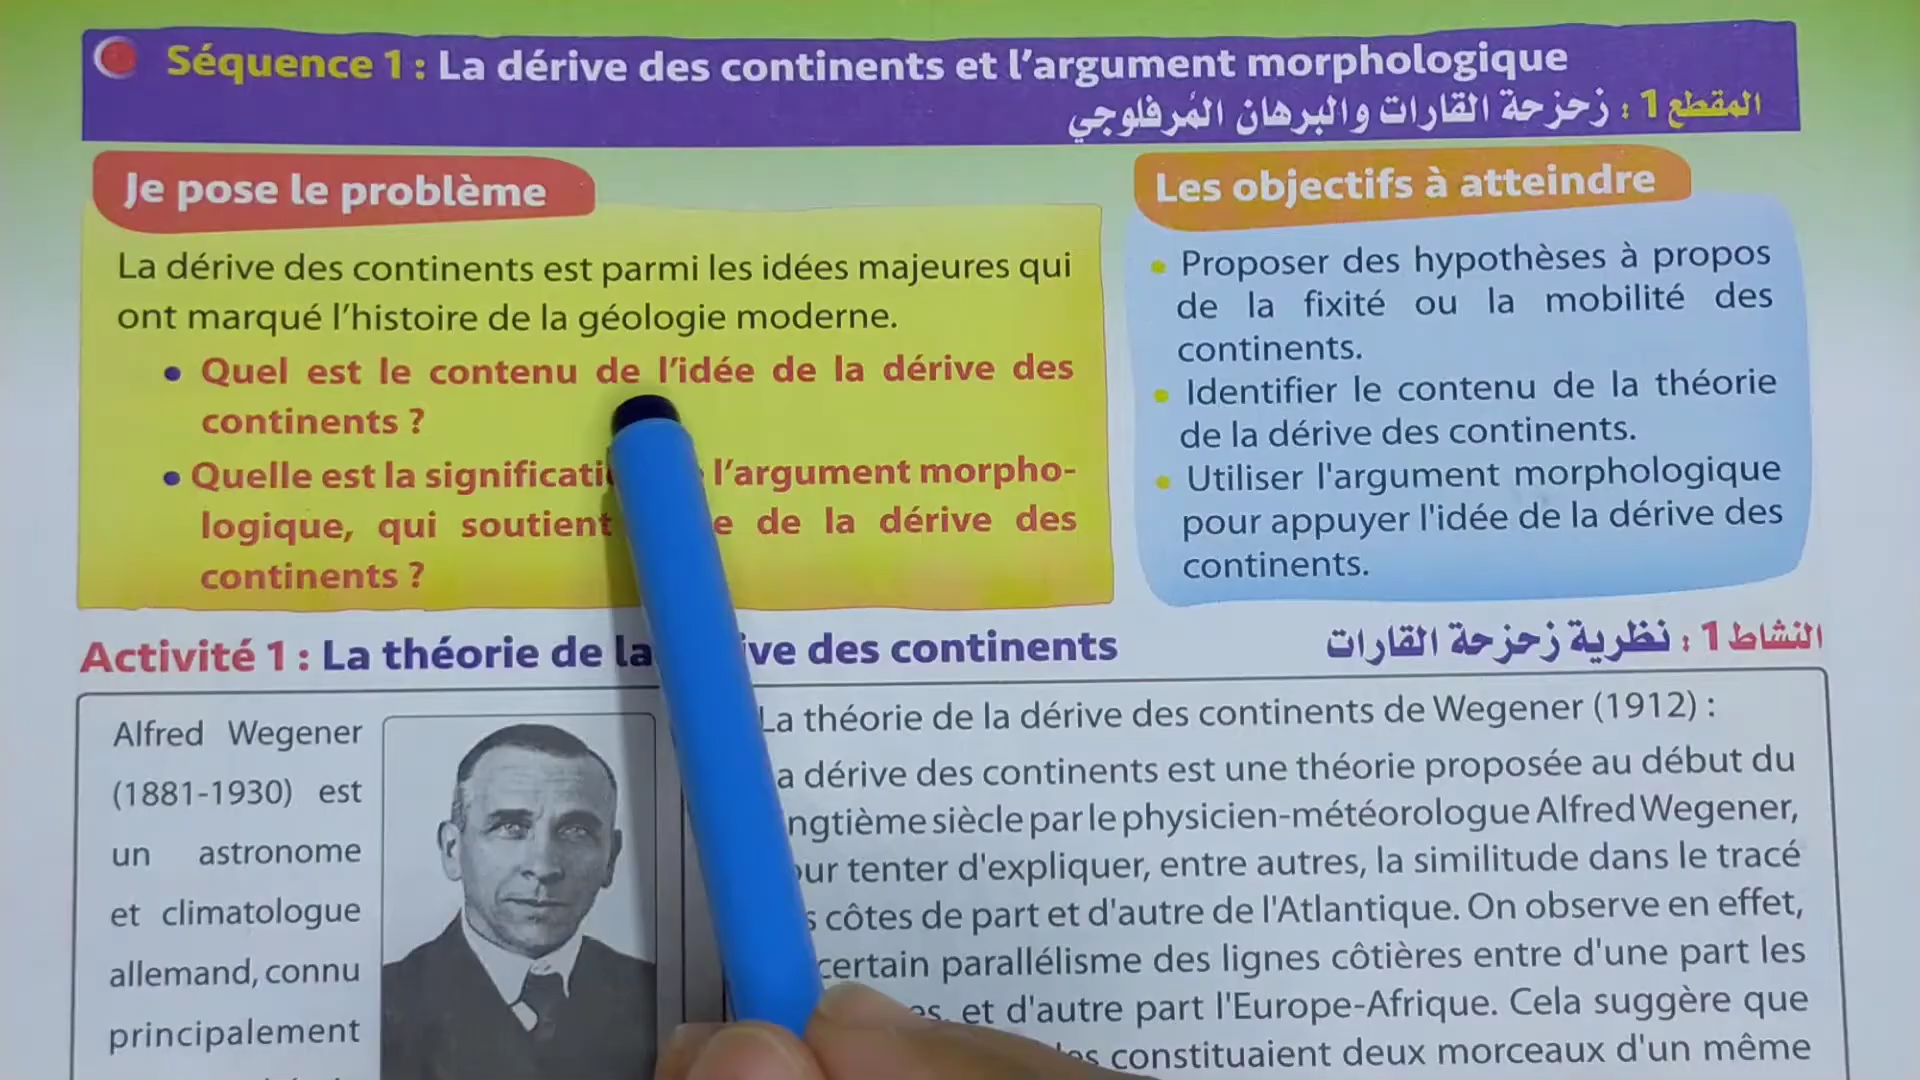 Séquence 1 : La dérive des continents et l'argument morphologique
المقطع 1 : زحزحة القارات والبرهان المُرفلوجي
Je pose le problème
La dérive des continents est parmi les idées majeures qui
ont marqué l'histoire de la géologie moderne.
• Quel est le contenu de l'idée de la dérive des
continents ?
• Quelle est la l'argument morpho-
logique, qui soutient de la dérive des
continents ?
Les objectifs à atteindre
• Proposer des hypothèses à propos
de la fixité ou la mobilité des
continents.
• Identifier le contenu de la théorie
de la dérive des continents.
• Utiliser l'argument morphologique
pour appuyer l'idée de la dérive des
continents.
Activité 1 : La théorie de la des continents
النشاط 1 : نظرية زحزحة القارات
Alfred Wegener
(1881-1930) est
un astronome
et climatologue
allemand, connu
principalement
La théorie de la dérive des continents de Wegener (1912) :
a dérive des continents est une théorie proposée au début du
siècle par le physicien-météorologue Alfred Wegener,
tenter d'expliquer, entre autres, la similitude dans le tracé
côtes de part et d'autre de l'Atlantique. On observe en effet,
certain parallélisme des lignes côtières entre d'une part les
et d'autre part l'Europe-Afrique. Cela suggère que
constituaient deux morceaux d'un même